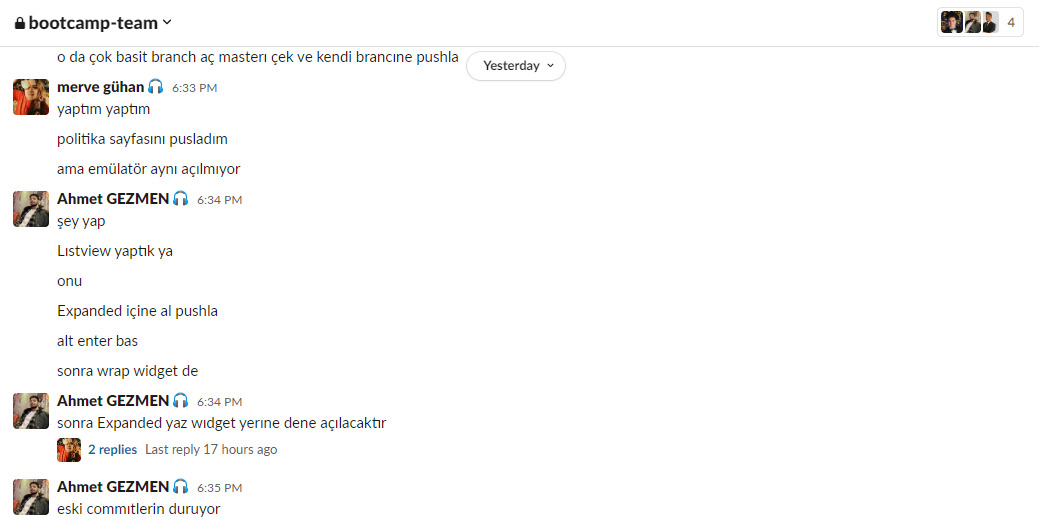 bootcamp-team
4
o da çok basit branch aç masterı çek ve kendi brancıne pushla
Yesterday
merve gühan 6:33 PM
yaptım yaptım
politika sayfasını pusladım
ama emülatör aynı açılmıyor
Ahmet GEZMEN 6:34 PM
şey yap
Lıstview yaptık ya
onu
Expanded içine al pushla
alt enter bas
sonra wrap widget de
Ahmet GEZMEN 6:34 PM
sonra Expanded yaz wıdget yerıne dene açılacaktır
2 replies Last reply 17 hours ago
Ahmet GEZMEN 6:35 PM
eski commıtlerin duruyor